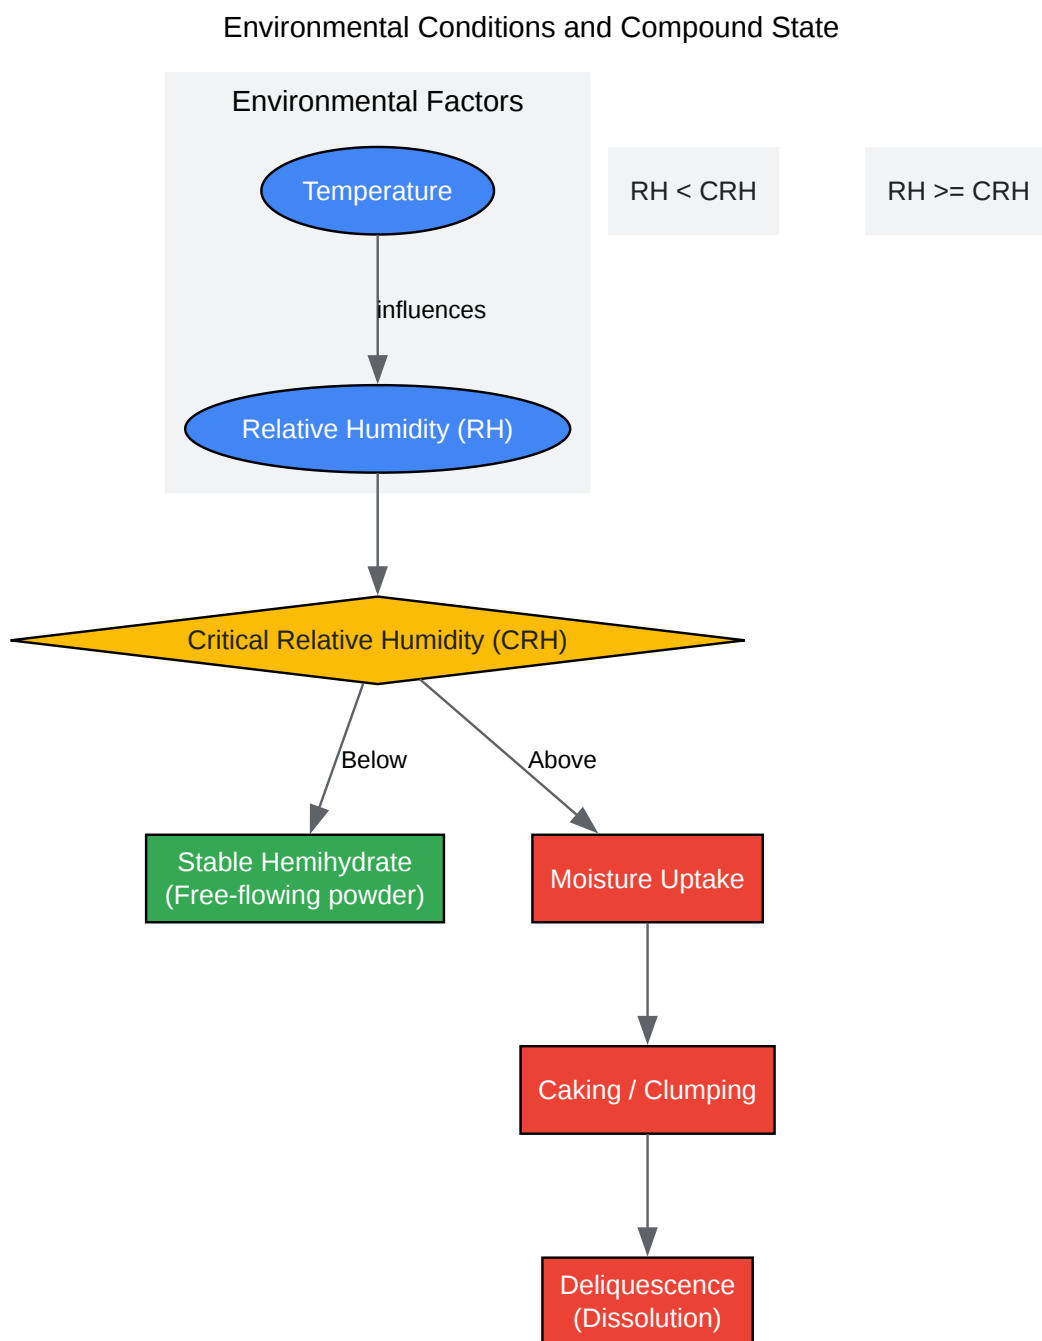 Environmental Conditions and Compound State
Environmental Factors
Temperature
RH < CRH
RH >= CRH
influences
Relative Humidity (RH)
Critical Relative Humidity (CRH)
Below
Above
Stable Hemihydrate
(Free-flowing powder)
Moisture Uptake
Caking / Clumping
Deliquescence
(Dissolution)